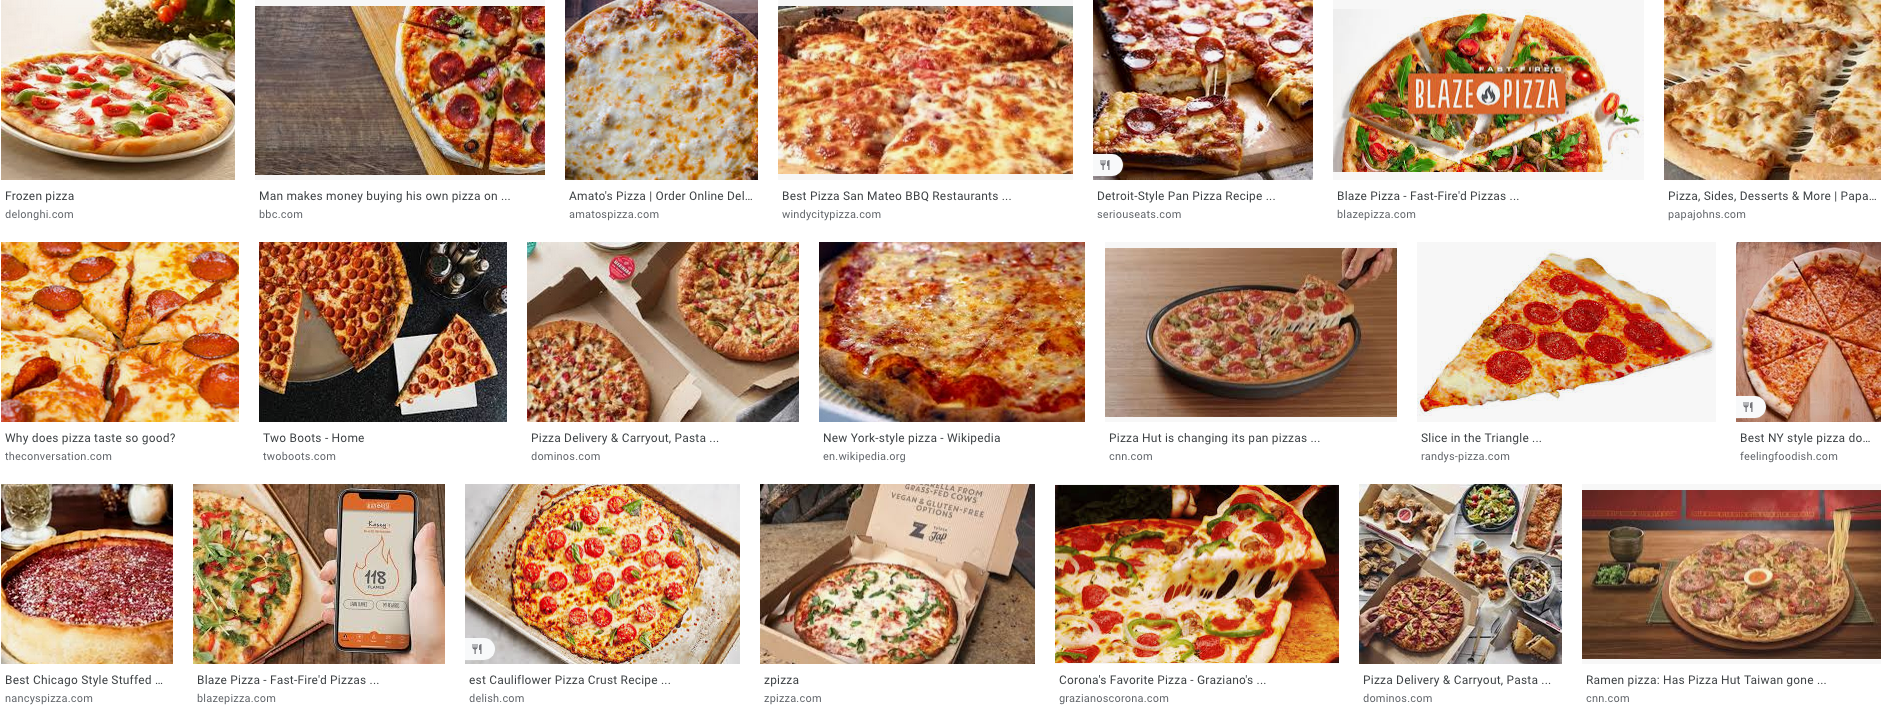 FAST-FIRE'D
BLAZE PIZZA
Frozen pizza
delonghi.com
Man makes money buying his own pizza on ...
bbc.com
Amato's Pizza | Order Online Del...
amatospizza.com
Best Pizza San Mateo BBQ Restaurants ...
windycitypizza.com
Detroit-Style Pan Pizza Recipe ...
seriouseats.com
Blaze Pizza - Fast-Fire'd Pizzas ...
blazepizza.com
Pizza, Sides, Desserts & More | Papa...
papajohns.com
Why does pizza taste so good?
theconversation.com
Two Boots - Home
twoboots.com
Pizza Delivery & Carryout, Pasta ...
dominos.com
New York-style pizza - Wikipedia
en.wikipedia.org
Pizza Hut is changing its pan pizzas ...
cnn.com
Slice in the Triangle ...
randys-pizza.com
Best NY style pizza do...
feelingfoodish.com
118
FLAMES
GRASS-FED COWS
VEGAN & GLUTEN-FREE
OPTIONS
Z
Tap
Best Chicago Style Stuffed ...
nancyspizza.com
Blaze Pizza - Fast-Fire'd Pizzas ...
blazepizza.com
est Cauliflower Pizza Crust Recipe ...
delish.com
zpizza
zpizza.com
Corona's Favorite Pizza - Graziano's ...
grazianoscorona.com
Pizza Delivery & Carryout, Pasta ...
dominos.com
Ramen pizza: Has Pizza Hut Taiwan gone ...
cnn.com